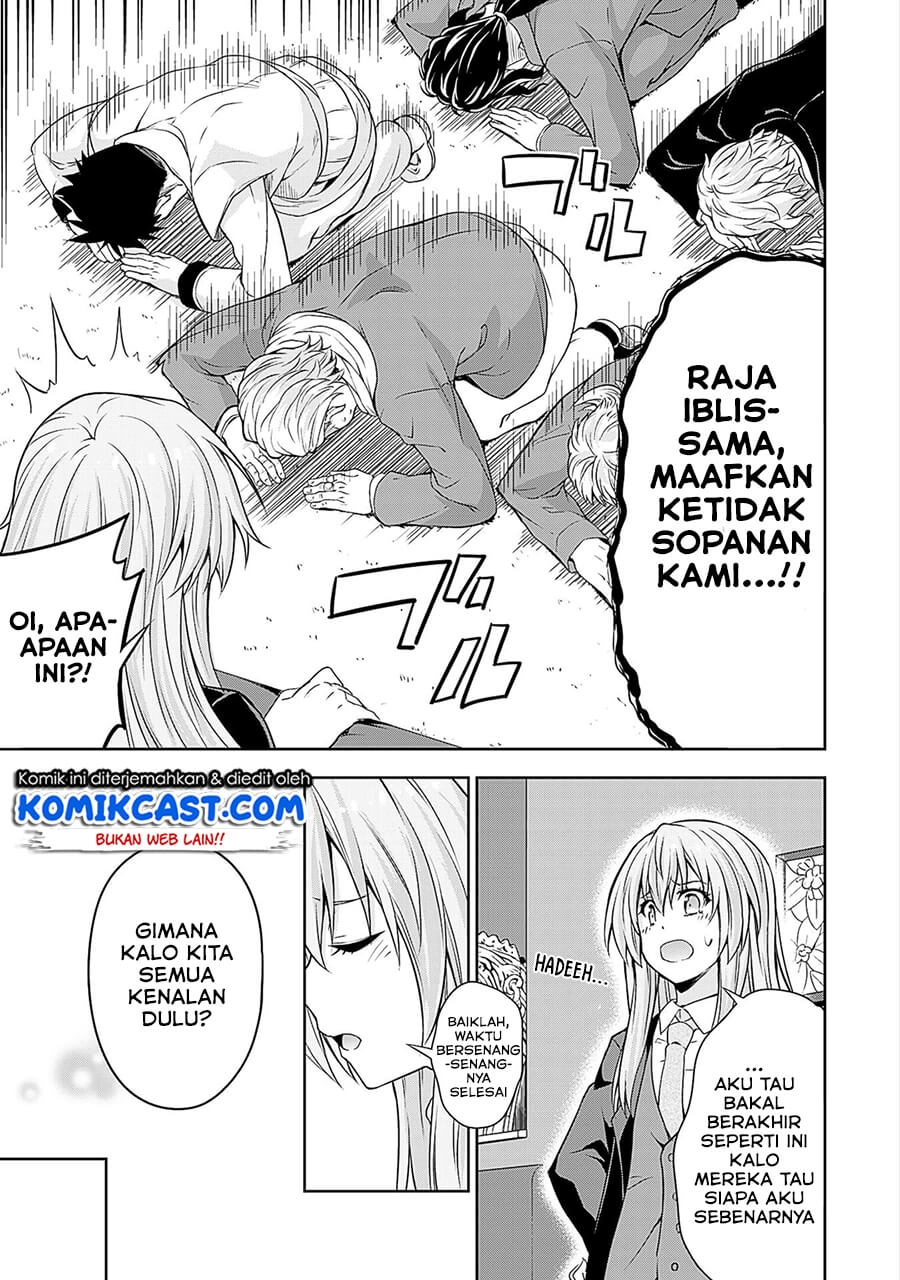 RAJA
IBLIS-
SAMA,
MAAFKAN
KETIDAK
SOPANAN
KAMI...!!
ブル
OI, APA-
APAAN
INI?!
ブル
HADEEH...
...
AKU TAU
BAKAL
BERAKHIR
SEPERTI INI
KALO
MEREKA TAU
SIAPA AKU
SEBENARNYA
BAIKLAH,
WAKTU
BERSENANG
-SENANG-
NYA
SELESAI
Komik ini diterjemahkan & diedit oleh
KOMIKCAST.COM
BUKAN WEB LAIN!!
GIMANA
KALO KITA
SEMUA
KENALAN
DULU?